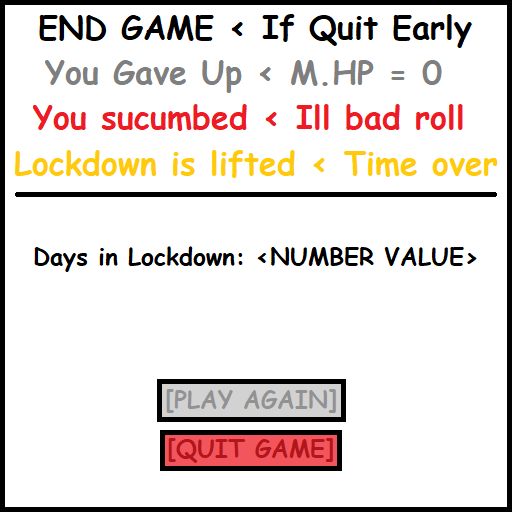 END GAME < If Quit Early
You Gave Up < M.HP = 0
You sucumbed < Ill bad roll
Lockdown is lifted < Time over
Days in Lockdown: <NUMBER VALUE>
[PLAY AGAIN]
[QUIT GAME]